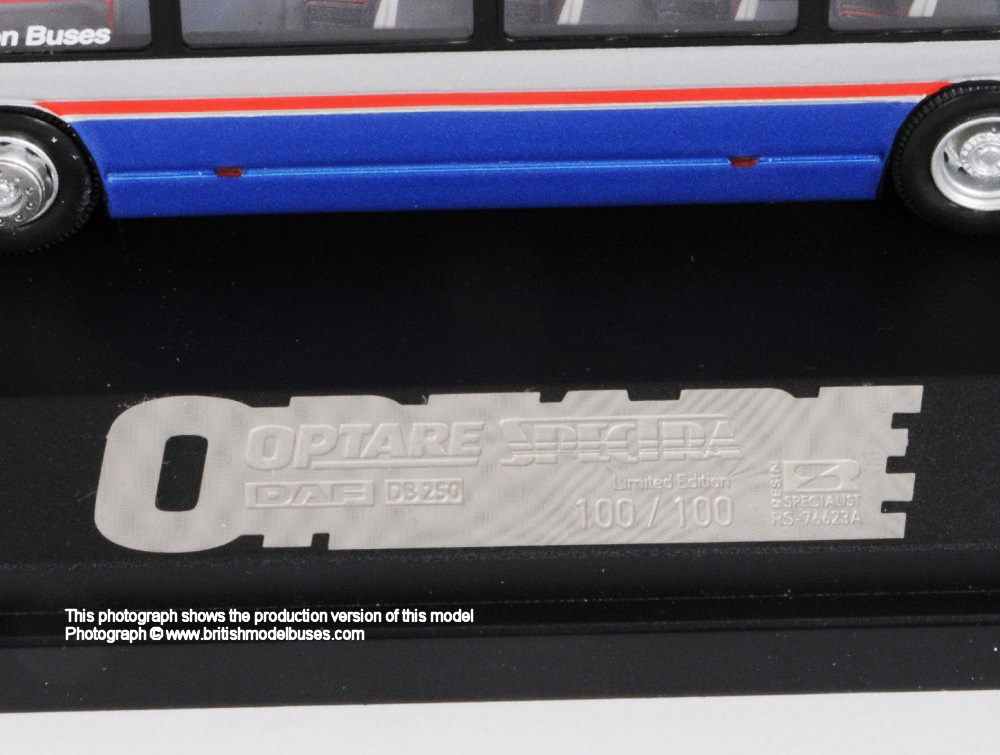 n Buses
OPTARE
OPTARE SPECTRA
DAF DB 250
Limited Edition
100 / 100
RESIN
SPECIALIST
RS-76623A
This photograph shows the production version of this model
Photograph © www.britishmodelbuses.com